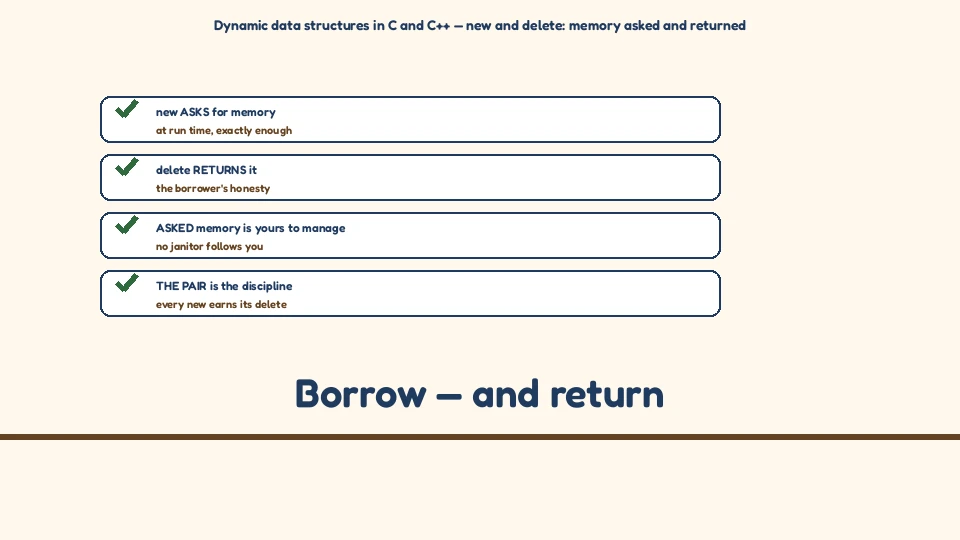 Dynamic data structures in C and C++ — new and delete: memory asked and returned
new ASKS for memory
at run time, exactly enough
delete RETURNS it
the borrower's honesty
ASKED memory is yours to manage
no janitor follows you
THE PAIR is the discipline
every new earns its delete
Borrow — and return